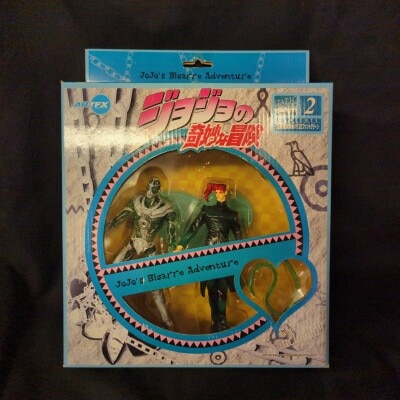 JoJo's Bizarre Adventure
ARTFX
ジョジョの
奇妙な冒険
2
JoJo's Bizarre Adventure